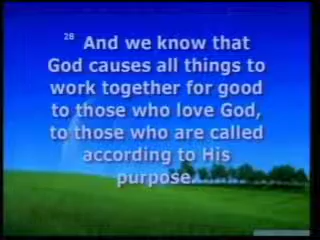 28 And we know that
God causes all things to
work together for good
to those who love God,
to those who are called
according to His
purpose.